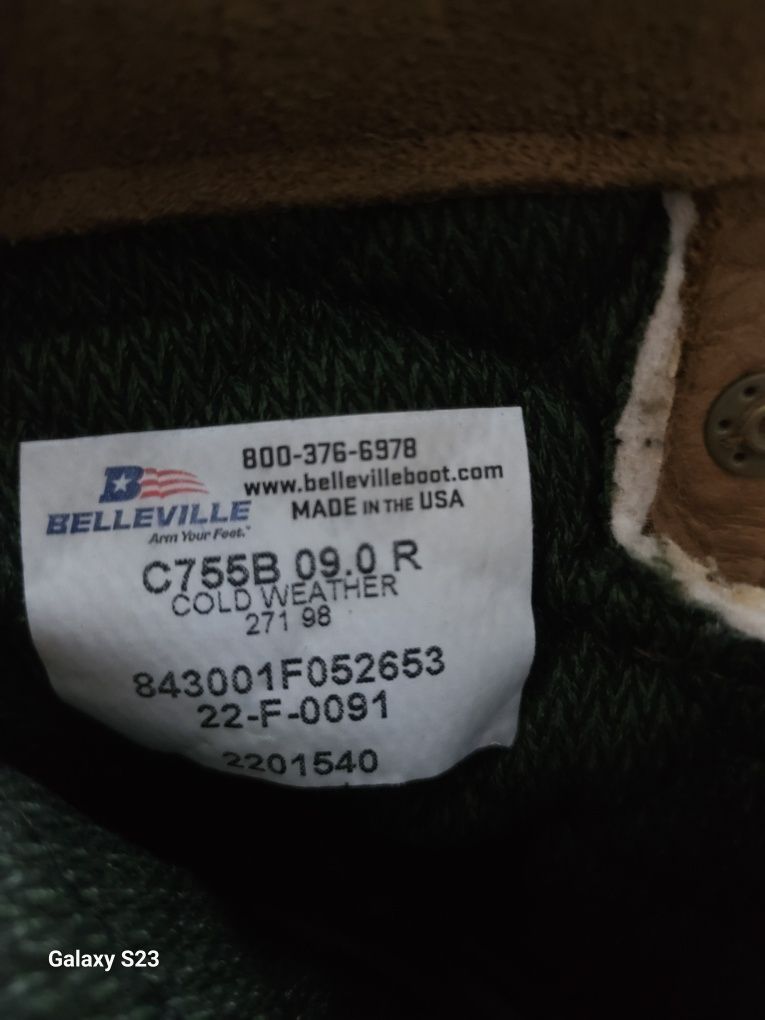 800-376-6978
www.bellevilleboot.com
MADE IN THE USA
B
BELLEVILLE
Arm Your Feet.™
C755B 09.0 R
COLD WEATHER
271 98
843001F052653
22-F-0091
2201540
Galaxy S23